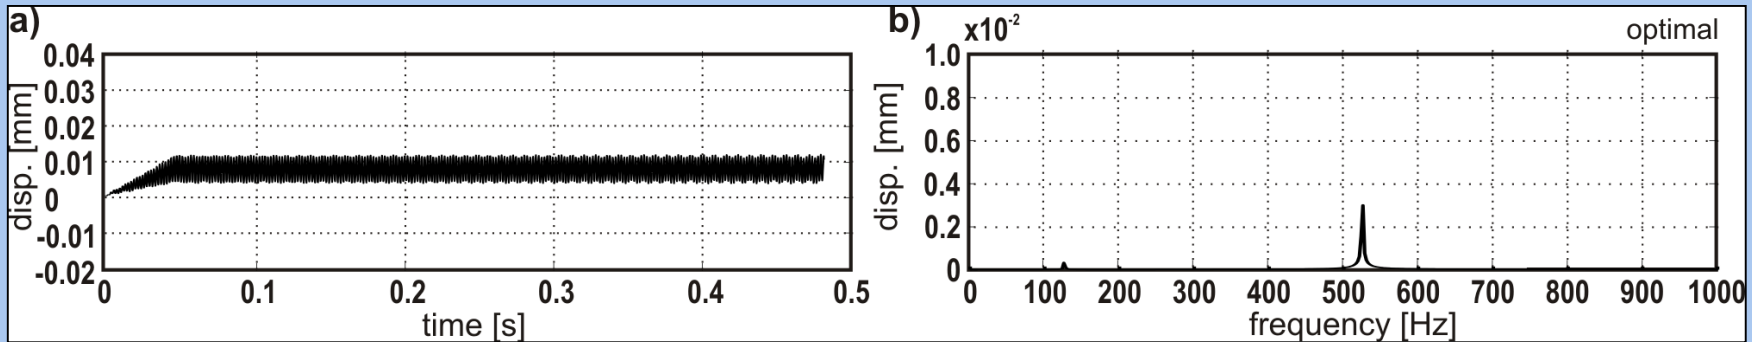 a)
0.04
0.03
0.02
0.01
0
-0.01
-0.02
disp. [mm]
0 0.1 0.2 0.3 0.4 0.5
time [s]
b)
x10-2
optimal
1.0
0.8
0.6
0.4
0.2
0
disp. [mm]
0 100 200 300 400 500 600 700 800 900 1000
frequency [Hz]